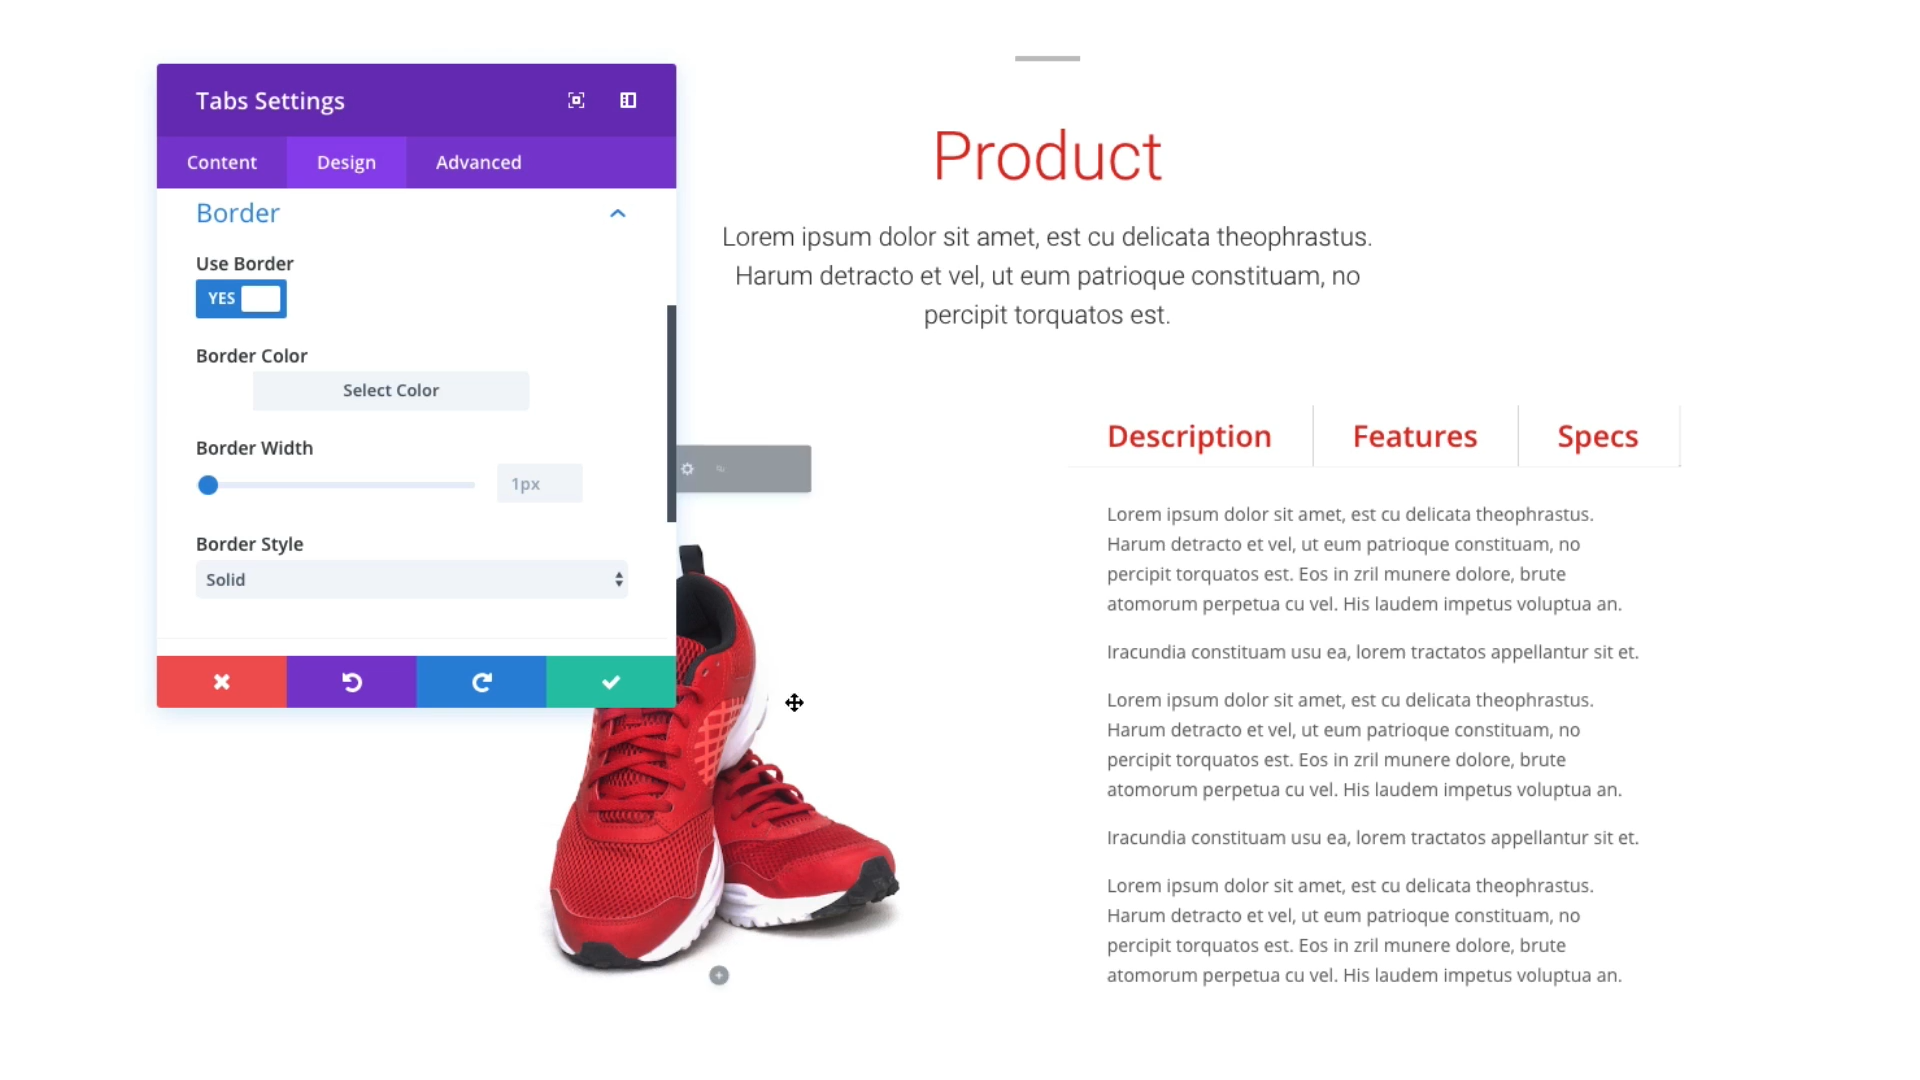 Tabs Settings
Content
Design
Advanced
Border
Use Border
YES
Border Color
Select Color
Border Width
1px
Border Style
Solid
Product
Lorem ipsum dolor sit amet, est cu delicata theophrastus.
Harum detracto et vel, ut eum patrioque constituam, no
percipit torquatos est.
Description
Features
Specs
Lorem ipsum dolor sit amet, est cu delicata theophrastus.
Harum detracto et vel, ut eum patrioque constituam, no
percipit torquatos est. Eos in zril munere dolore, brute
atomorum perpetua cu vel. His laudem impetus voluptua an.
Iracundia constituam usu ea, lorem tractatos appellantur sit et.
Lorem ipsum dolor sit amet, est cu delicata theophrastus.
Harum detracto et vel, ut eum patrioque constituam, no
percipit torquatos est. Eos in zril munere dolore, brute
atomorum perpetua cu vel. His laudem impetus voluptua an.
Iracundia constituam usu ea, lorem tractatos appellantur sit et.
Lorem ipsum dolor sit amet, est cu delicata theophrastus.
Harum detracto et vel, ut eum patrioque constituam, no
percipit torquatos est. Eos in zril munere dolore, brute
atomorum perpetua cu vel. His laudem impetus voluptua an.